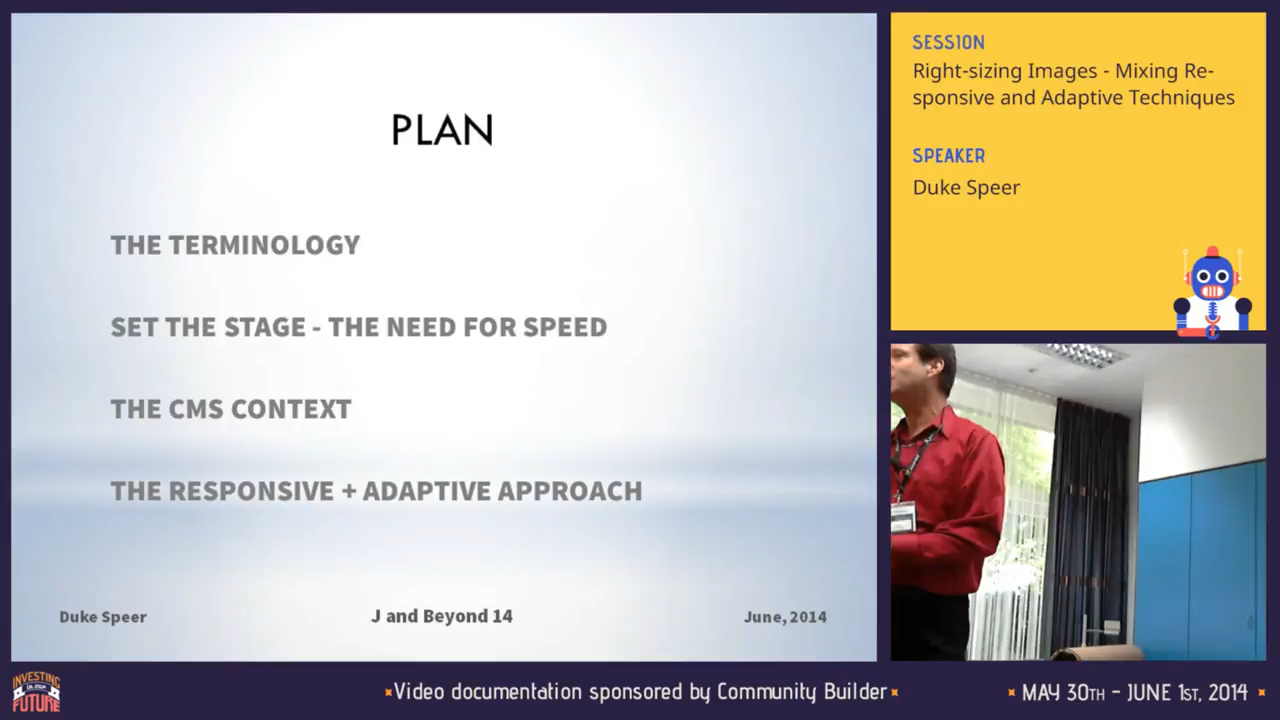 PLAN
THE TERMINOLOGY
SET THE STAGE - THE NEED FOR SPEED
THE CMS CONTEXT
THE RESPONSIVE + ADAPTIVE APPROACH
Duke Speer
J and Beyond 14
June, 2014
SESSION
Right-sizing Images - Mixing Re-
sponsive and Adaptive Techniques
SPEAKER
Duke Speer
INVESTING
IN OUR
FUTURE
Video documentation sponsored by Community Builder
MAY 30TH - JUNE 1ST, 2014